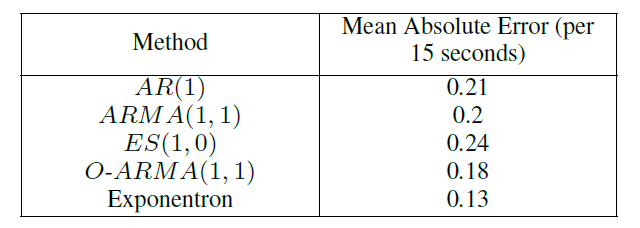 Method
Mean Absolute Error (per
15 seconds)
AR(1) 0.21
ARMA(1, 1) 0.2
ES(1, 0) 0.24
O-ARMA(1, 1) 0.18
Exponentron 0.13